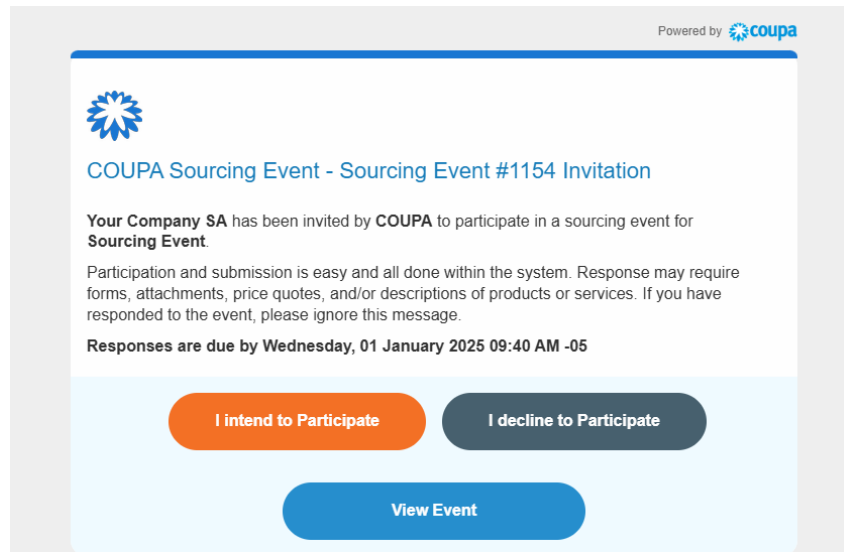 Powered by coupa
COUPA Sourcing Event - Sourcing Event #1154 Invitation
Your Company SA has been invited by COUPA to participate in a sourcing event for
Sourcing Event.
Participation and submission is easy and all done within the system. Response may require
forms, attachments, price quotes, and/or descriptions of products or services. If you have
responded to the event, please ignore this message.
Responses are due by Wednesday, 01 January 2025 09:40 AM -05
I intend to Participate
I decline to Participate
View Event